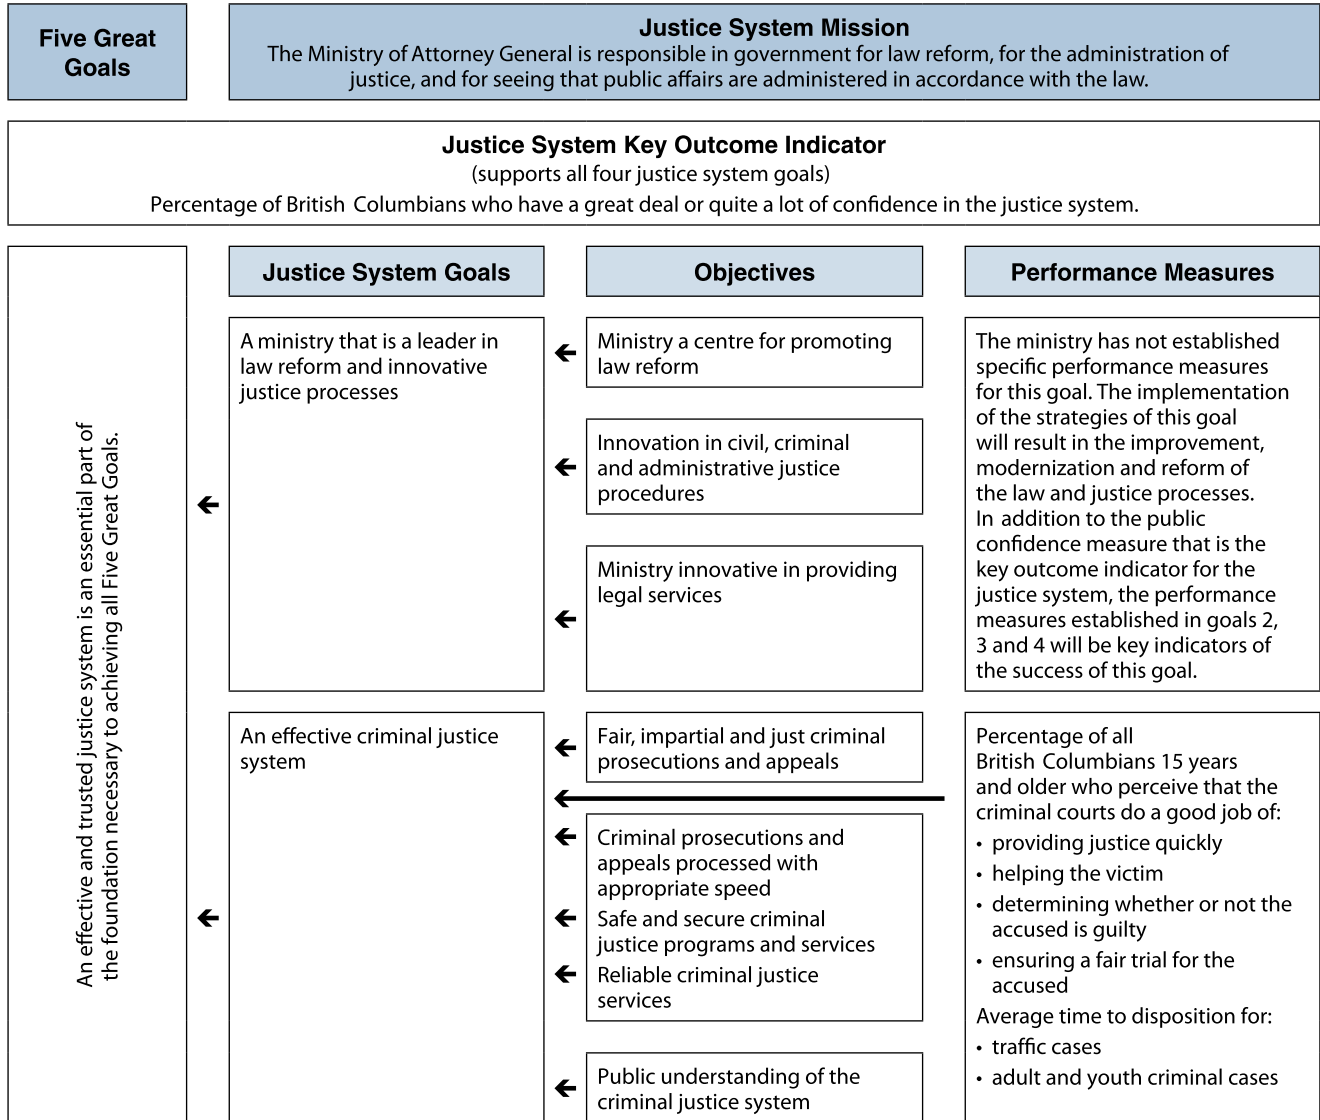 Five Great
Goals
Justice System Mission
The Ministry of Attorney General is responsible in government for law reform, for the administration of
justice, and for seeing that public affairs are administered in accordance with the law.
Justice System Key Outcome Indicator
(supports all four justice system goals)
Percentage of British Columbians who have a great deal or quite a lot of confidence in the justice system.
An effective and trusted justice system is an essential part of
the foundation necessary to achieving all Five Great Goals.
Justice System Goals
Objectives
Performance Measures
A ministry that is a leader in
law reform and innovative
justice processes
Ministry a centre for promoting
law reform
Innovation in civil, criminal
and administrative justice
procedures
Ministry innovative in providing
legal services
The ministry has not established
specific performance measures
for this goal. The implementation
of the strategies of this goal
will result in the improvement,
modernization and reform of
the law and justice processes.
In addition to the public
confidence measure that is the
key outcome indicator for the
justice system, the performance
measures established in goals 2,
3 and 4 will be key indicators of
the success of this goal.
An effective criminal justice
system
Fair, impartial and just criminal
prosecutions and appeals
Criminal prosecutions and
appeals processed with
appropriate speed
Safe and secure criminal
justice programs and services
Reliable criminal justice
services
Public understanding of the
criminal justice system
Percentage of all
British Columbians 15 years
and older who perceive that the
criminal courts do a good job of:
• providing justice quickly
• helping the victim
• determining whether or not the
accused is guilty
• ensuring a fair trial for the
accused
Average time to disposition for:
• traffic cases
• adult and youth criminal cases